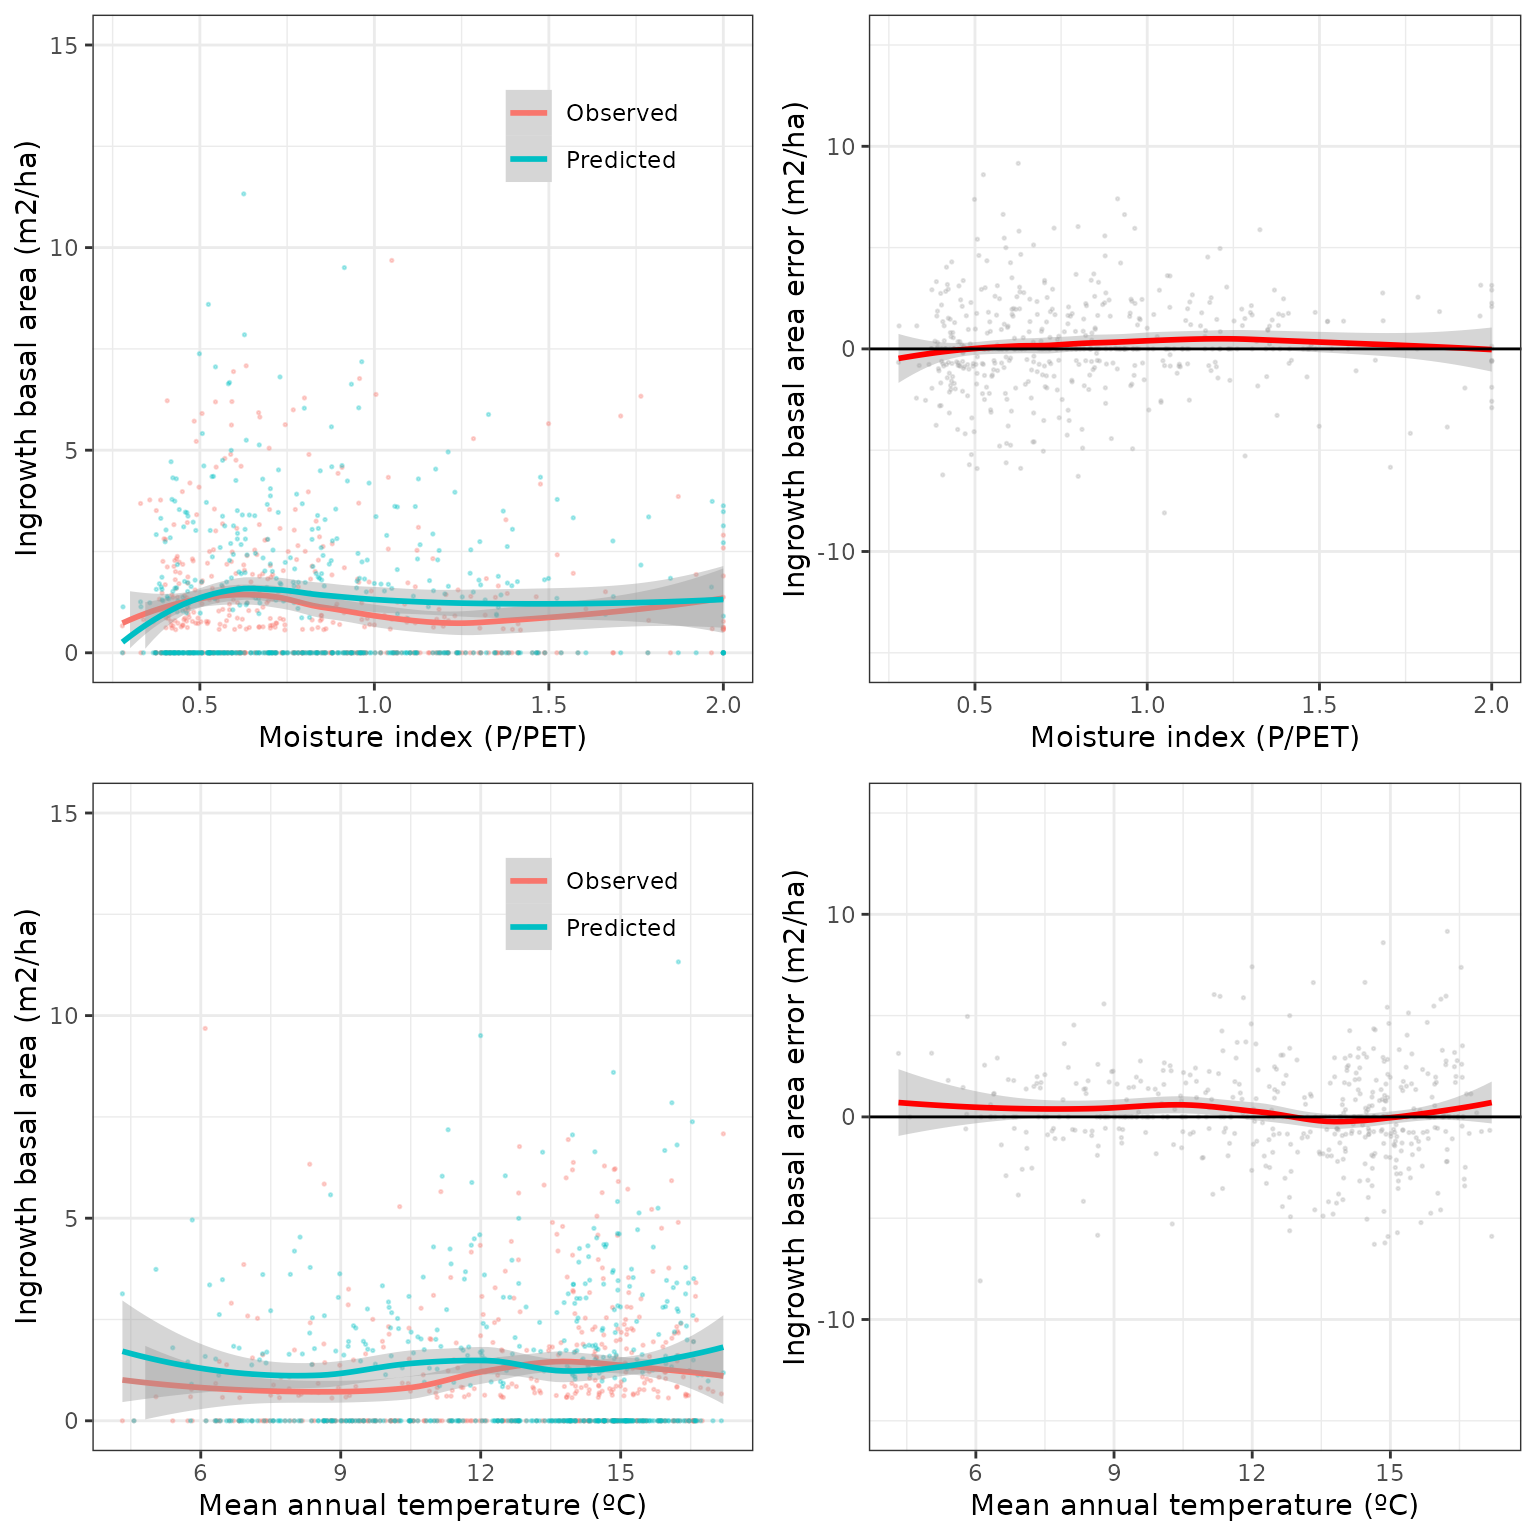 Ingrowth basal area (m2/ha)
15
10
5
0
Observed
Predicted
0.5 1.0 1.5 2.0
Moisture index (P/PET)
Ingrowth basal area error (m2/ha)
10
0
-10
0.5 1.0 1.5 2.0
Moisture index (P/PET)
Ingrowth basal area (m2/ha)
15
10
5
0
Observed
Predicted
6 9 12 15
Mean annual temperature (ºC)
Ingrowth basal area error (m2/ha)
10
0
-10
6 9 12 15
Mean annual temperature (ºC)